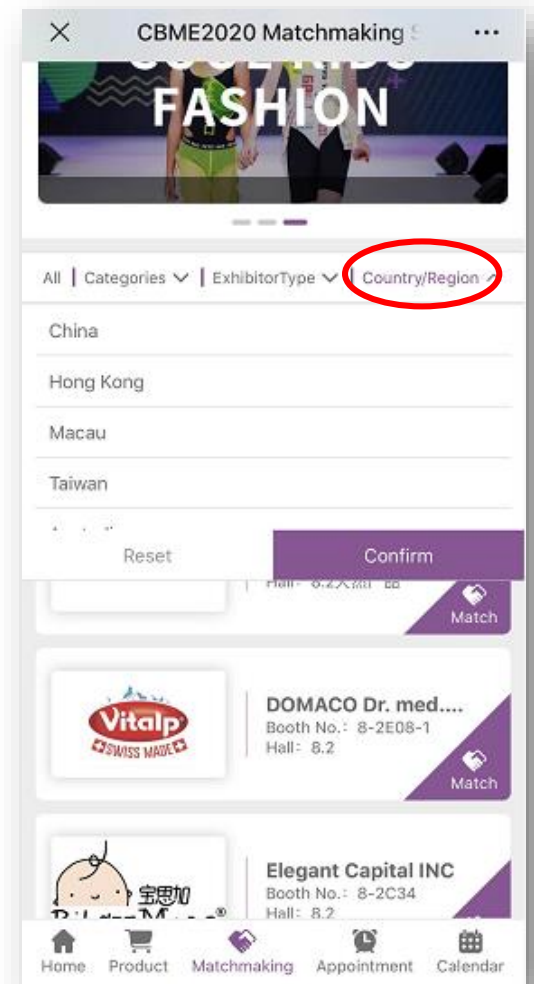 CBME2020 Matchmaking
FASHION
All | Categories | ExhibitorType | Country/Region
China
Hong Kong
Macau
Taiwan
Reset Confirm
Match
Vitalp
SWISS MADE
DOMACO Dr. med....
Booth No.: 8-2E08-1
Hall: 8.2
Match
宝思加
Elegant Capital INC
Booth No.: 8-2C34
Hall: 8.2
Home Product Matchmaking Appointment Calendar